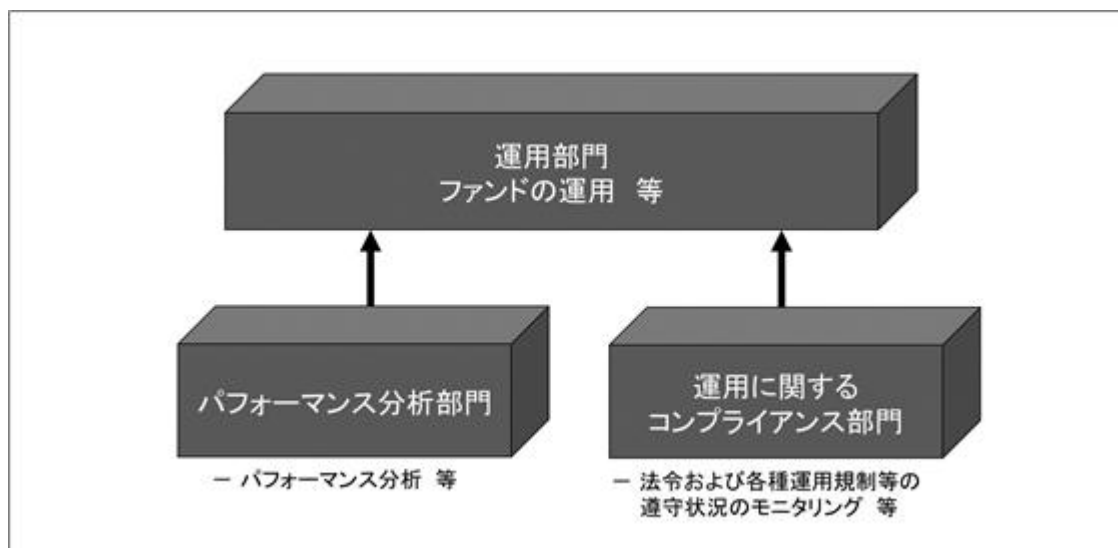 運用部門
ファンドの運用 等
パフォーマンス分析部門
－ パフォーマンス分析 等
運用に関する
コンプライアンス部門
－ 法令および各種運用規制等の
遵守状況のモニタリング 等